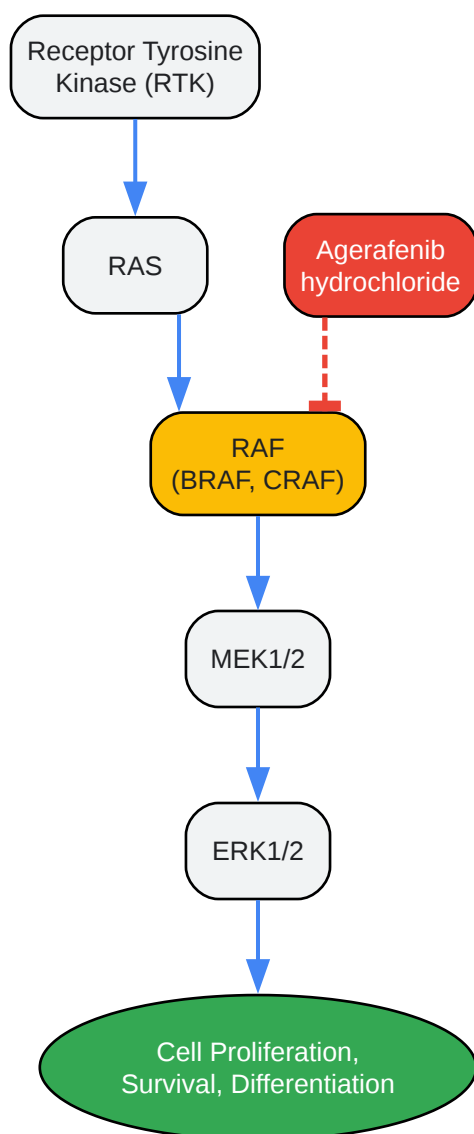 Receptor Tyrosine
Kinase (RTK)
RAS
Agerafenib
hydrochloride
RAF
(BRAF, CRAF)
MEK1/2
ERK1/2
Cell Proliferation,
Survival, Differentiation